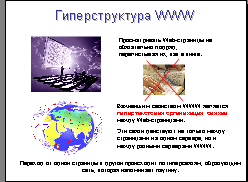 Гиперструктура WWW
Просматривать Web-страницы не
обязательно подряд,
перелистывая их, как в книге.
Важнейшим свойством WWW является
гипертекстовая организация связей
между Web-страницами.
Эти связи действуют не только между
страницами на одном сервере, но и
между разными серверами WWW.
Переход от одной страницы к другой происходит по гиперсвязям, образующим
сеть, которая напоминает паутину.